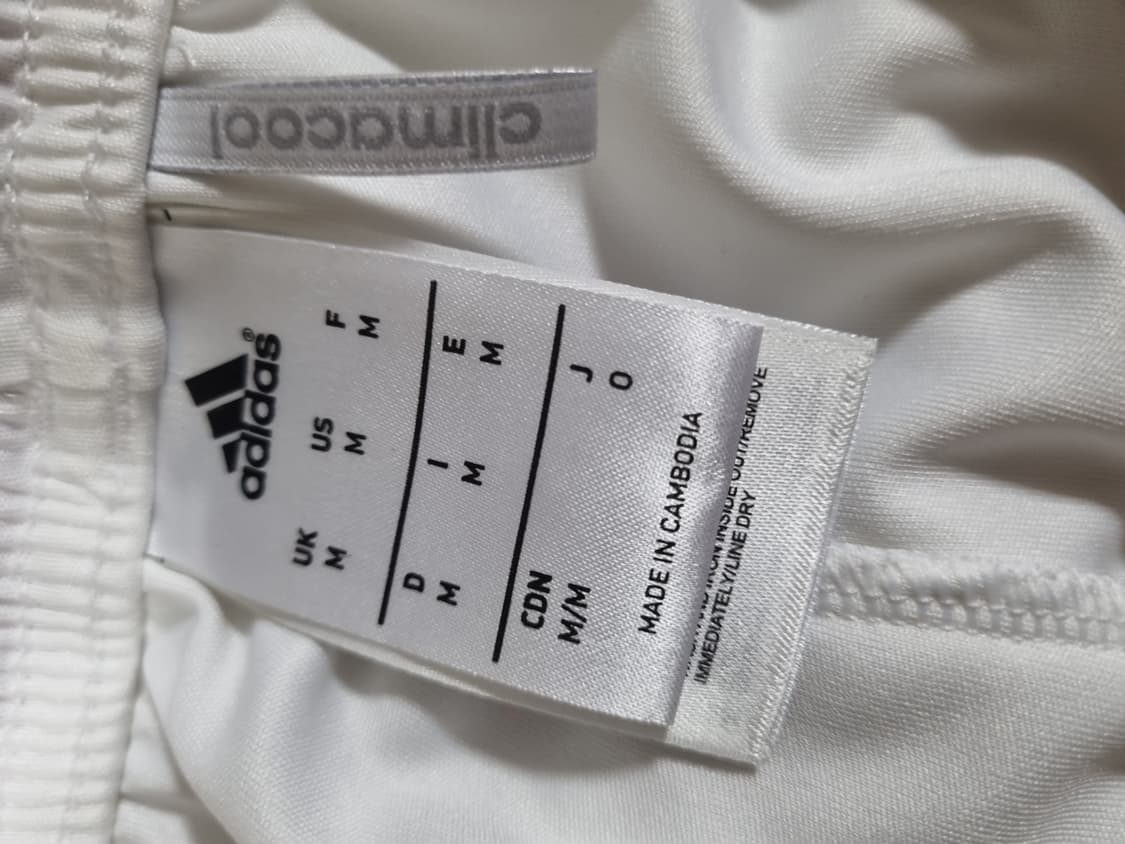 climacool
adidas®
UK US F
M M M
D I E
M M M
CDN J
M/M O
MADE IN CAMBODIA
INSIDE OUT/REMOVE
IMMEDIATELY/LINE DRY